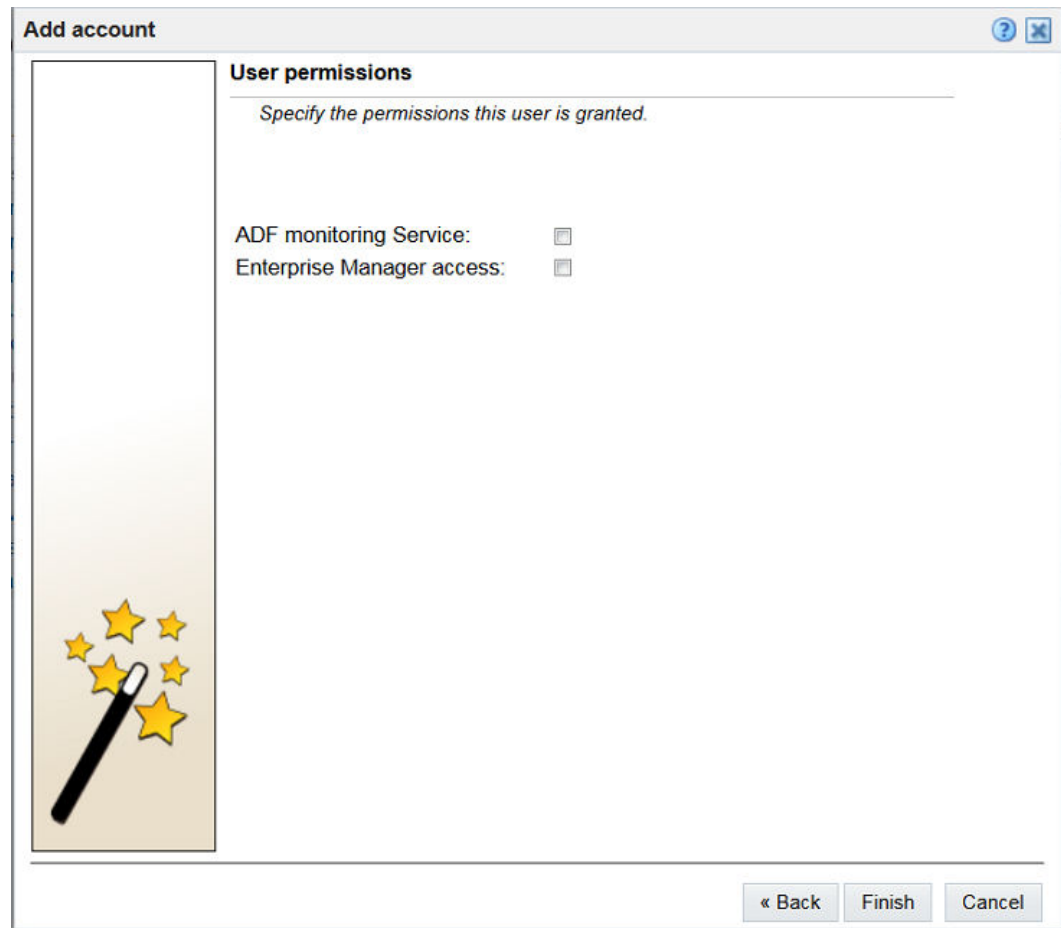 Add account
?
User permissions
Specify the permissions this user is granted.
ADF monitoring Service:
Enterprise Manager access:
« Back Finish Cancel